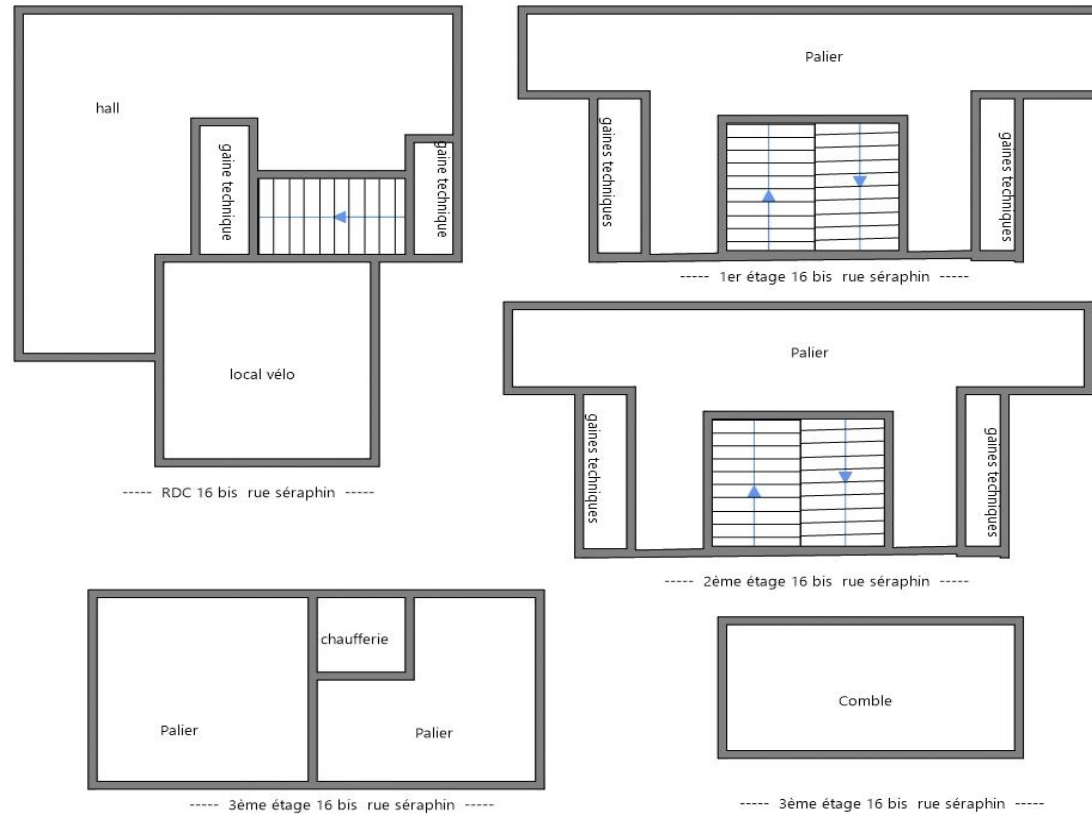 hall
gaine technique
gaine technique
local vélo
----- RDC 16 bis rue séraphin -----
Palier
gaines techniques
gaines techniques
----- 1er étage 16 bis rue séraphin -----
Palier
gaines techniques
gaines techniques
----- 2ème étage 16 bis rue séraphin -----
chaufferie
Palier
Palier
----- 3ème étage 16 bis rue séraphin -----
Comble
----- 3ème étage 16 bis rue séraphin -----